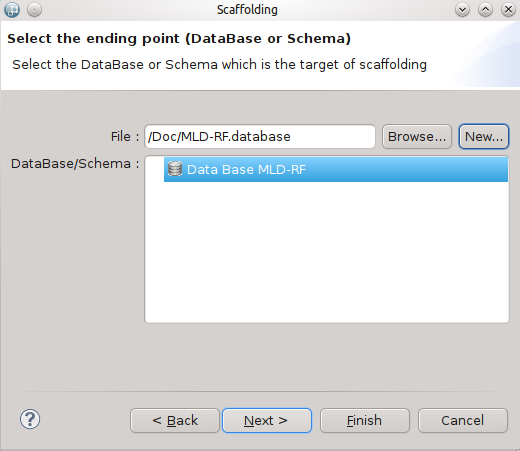 Scaffolding
Select the ending point (DataBase or Schema)
Select the DataBase or Schema which is the target of scaffolding
File : /Doc/MLD-RF.database Browse... New...
DataBase/Schema : Data Base MLD-RF
? < Back Next > Finish Cancel